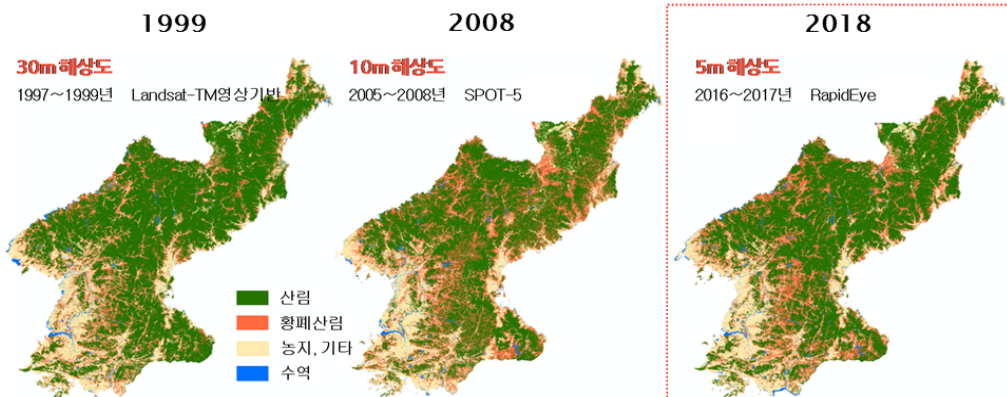 1999
30m 해상도
1997~1999년 Landsat-TM영상기반
2008
10m 해상도
2005~2008년 SPOT-5
2018
5m 해상도
2016~2017년 RapidEye
산림
황폐산림
농지, 기타
수역